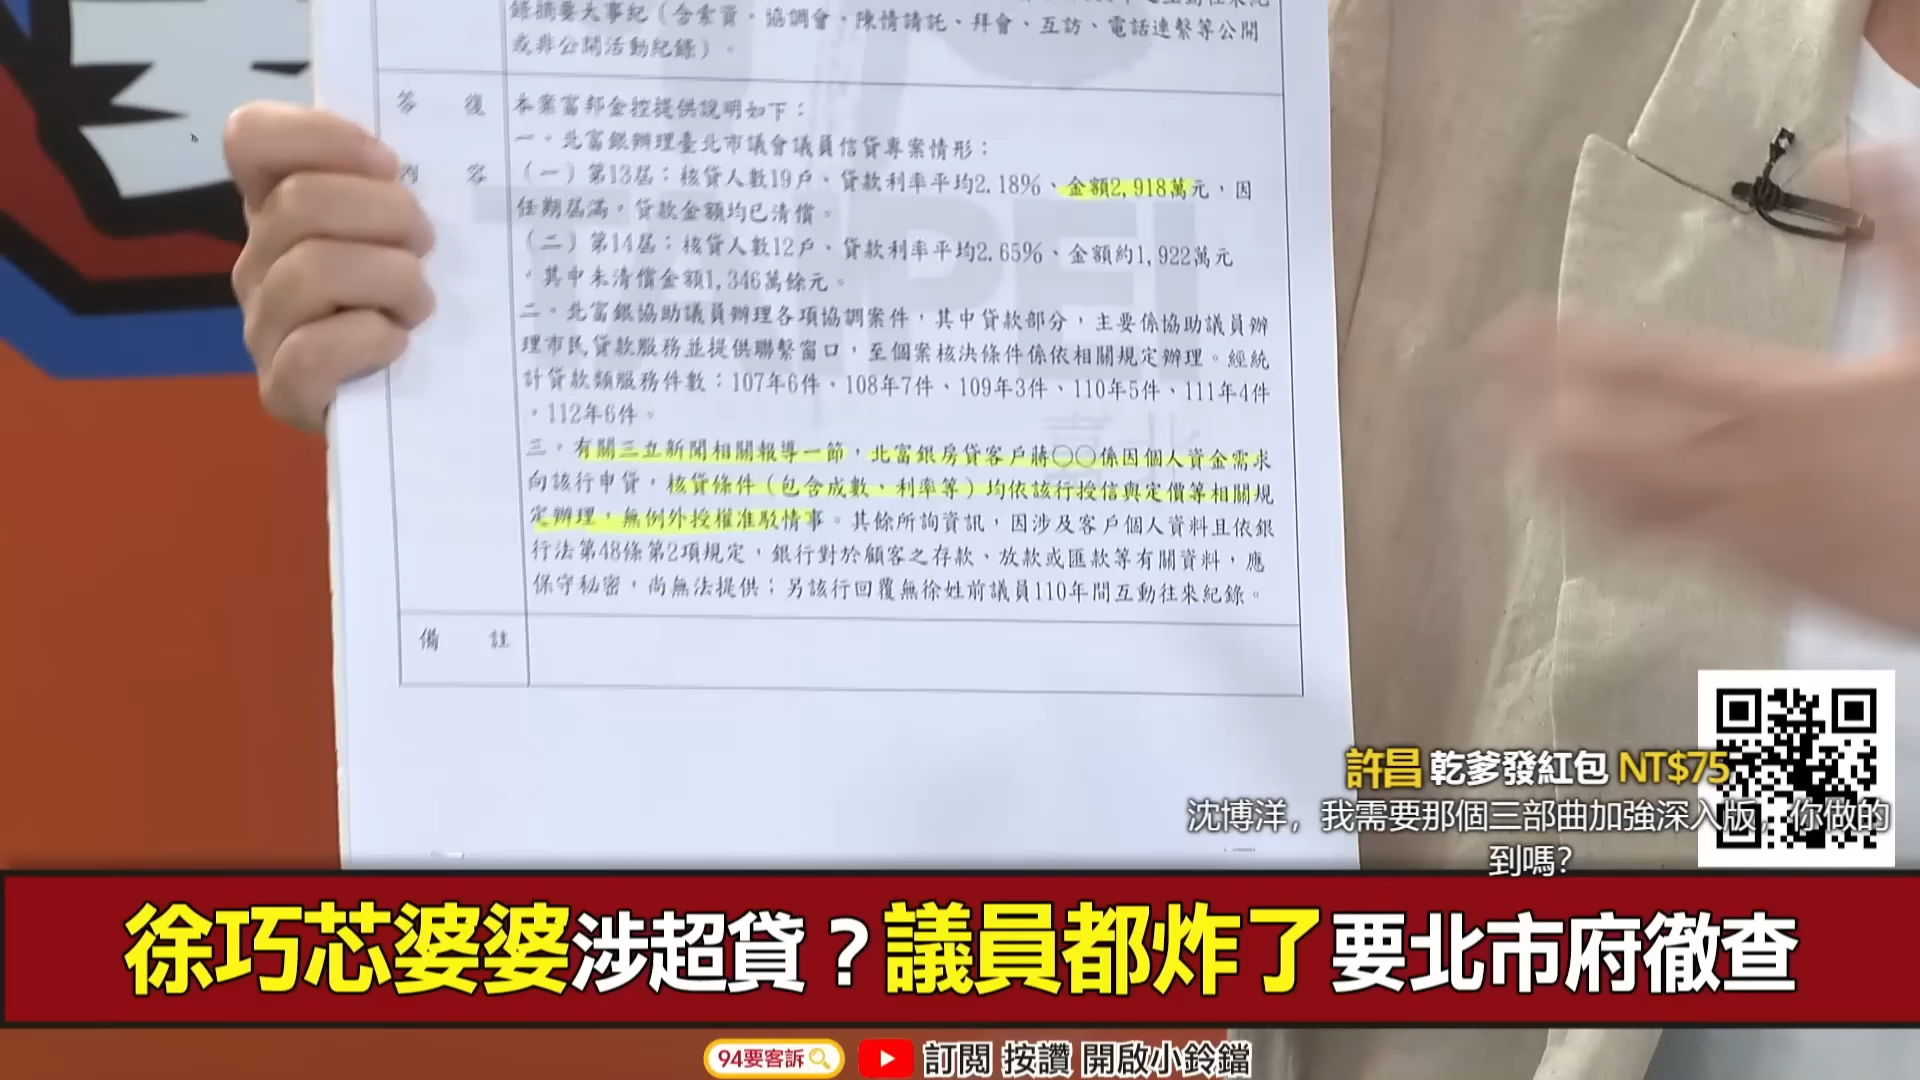 錄摘要大事紀（含索資、協調會、陳情請託、拜會、互訪、電話連繫等公開
或非公開活動紀錄）。
答復
內容
本案富邦金控提供說明如下：
一、北富銀辦理臺北市議會議員信貸專案情形：
（一）第13屆：核貸人數19戶、貸款利率平均2.18%、金額2,918萬元，因
任期屆滿，貸款金額均已清償。
（二）第14屆：核貸人數12戶、貸款利率平均2.65%、金額約1,922萬元
，其中未清償金額1,346萬餘元。
二、北富銀協助議員辦理各項協調案件，其中貸款部分，主要係協助議員辦
理市民貸款服務並提供聯繫窗口，至個案核決條件係依相關規定辦理。經統
計貸款類服務件數：107年6件、108年7件、109年3件、110年5件、111年4件
，112年6件。
三、有關三立新聞相關報導一節，北富銀房貸客戶蔣○○係因個人資金需求
向該行申貸，核貸條件（包含成數、利率等）均依該行授信與定價等相關規
定辦理，無例外授權准駁情事。其餘所詢資訊，因涉及客戶個人資料且依銀
行法第48條第2項規定，銀行對於顧客之存款、放款或匯款等有關資料，應
保守秘密，尚無法提供；另該行回覆無徐姓前議員110年間互動往來紀錄。
備註
許昌 乾爹發紅包 NT$75
沈博洋，我需要那個三部曲加強深入版，你做的
到嗎？
徐巧芯婆婆涉超貸？議員都炸了要北市府徹查
94要客訴 訂閱 按讚 開啟小鈴鐺